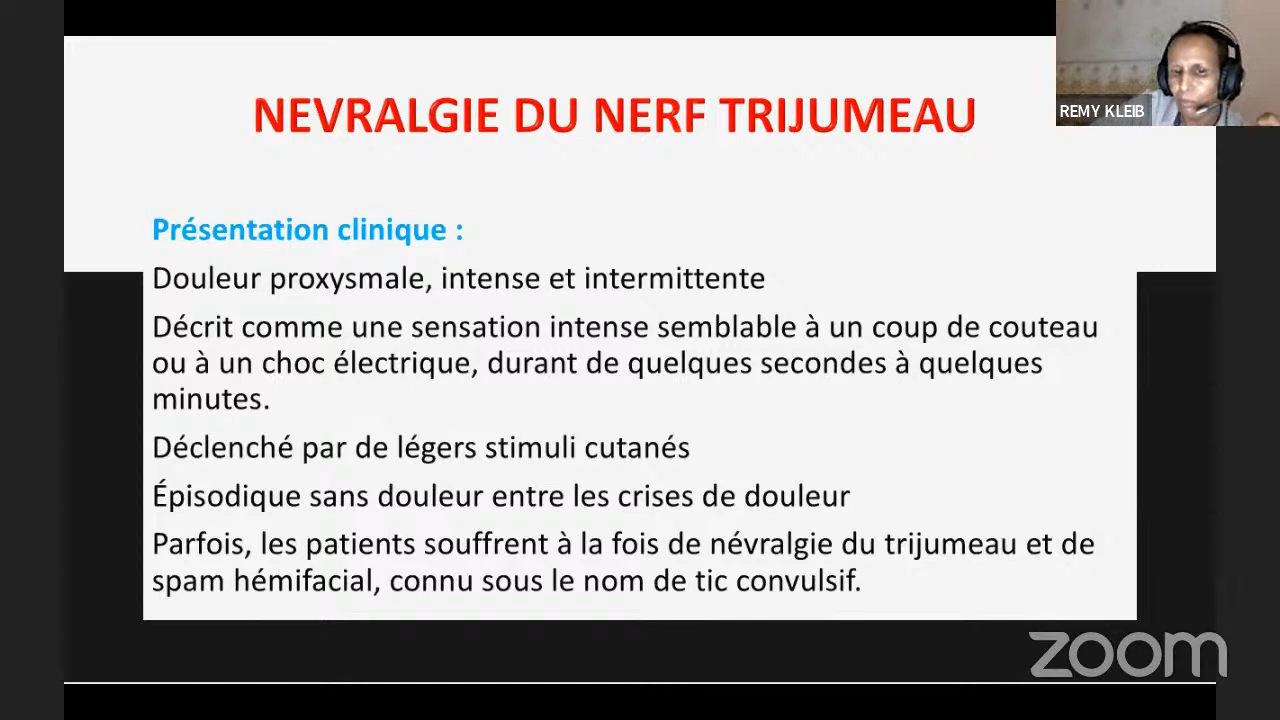 NEVRALGIE DU NERF TRIJUMEAU
REMY KLEIB
Présentation clinique :
Douleur proxysmale, intense et intermittente
Décrit comme une sensation intense semblable à un coup de couteau
ou à un choc électrique, durant de quelques secondes à quelques
minutes.
Déclenché par de légers stimuli cutanés
Épisodique sans douleur entre les crises de douleur
Parfois, les patients souffrent à la fois de névralgie du trijumeau et de
spam hémifacial, connu sous le nom de tic convulsif.
zoom